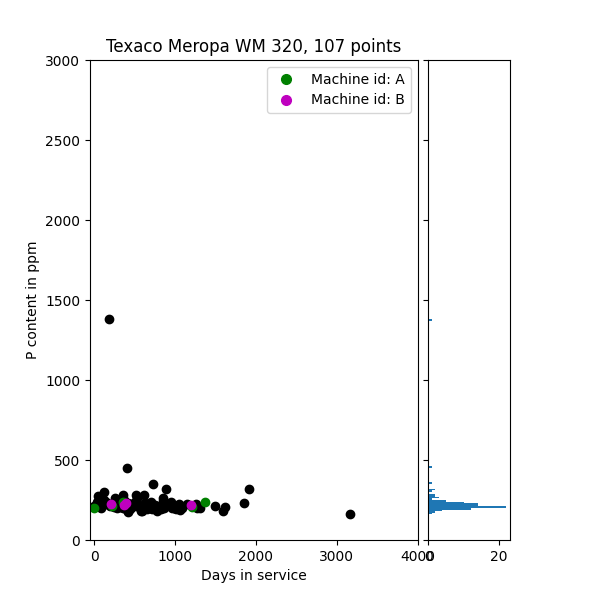 Texaco Meropa WM 320, 107 points
Machine id: A
Machine id: B
3000
2500
2000
1500
1000
500
0
P content in ppm
0 1000 2000 3000 4000
0 20
Days in service